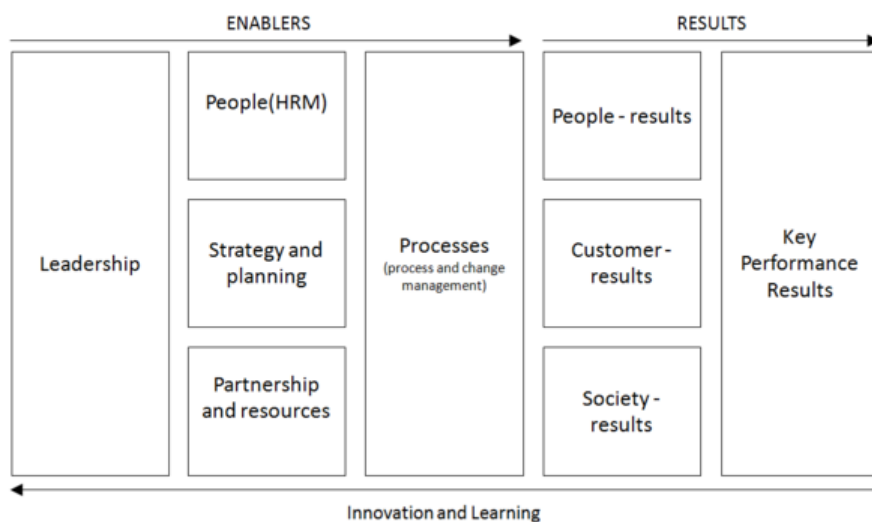 ENABLERS
RESULTS
Leadership
People(HRM)
Strategy and
planning
Partnership
and resources
Processes
(process and change
management)
People - results
Customer -
results
Society -
results
Key
Performance
Results
Innovation and Learning